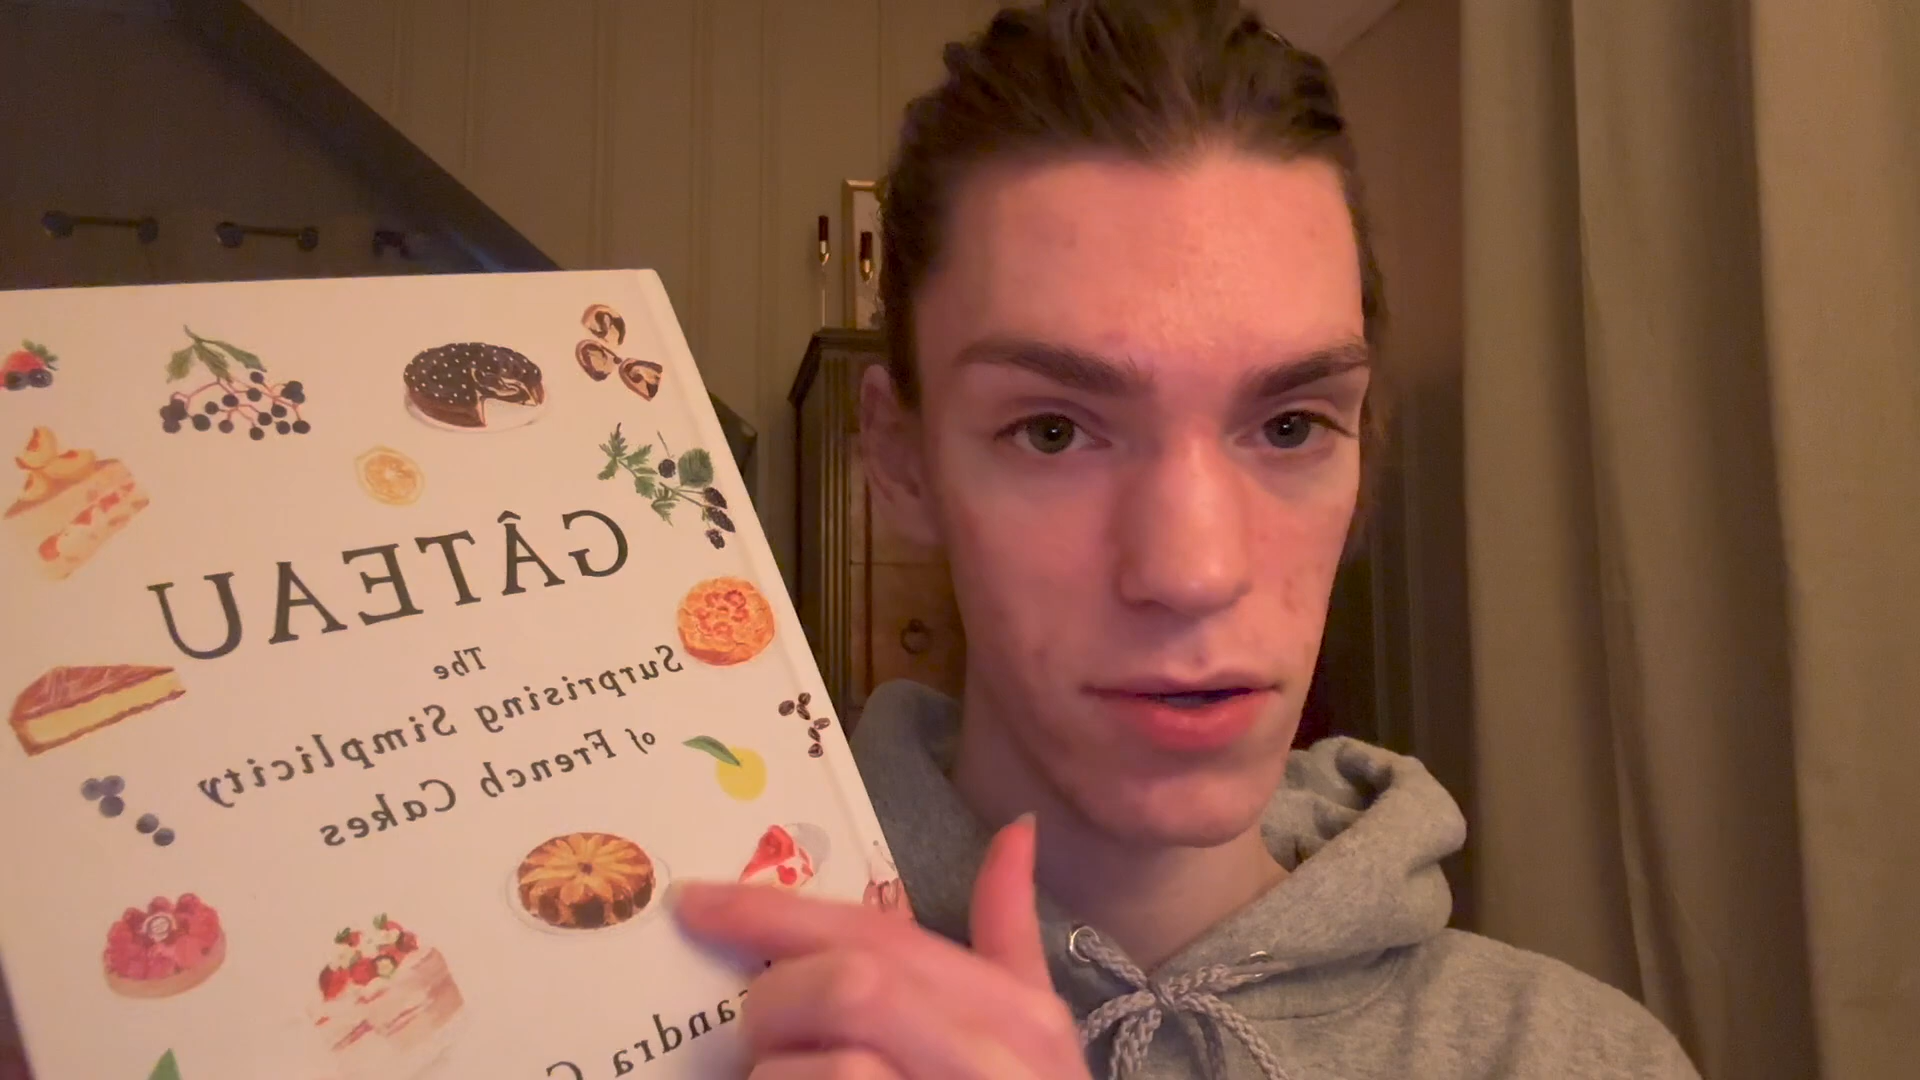 GÂTEAU
The
Surprising Simplicity
of French Cakes